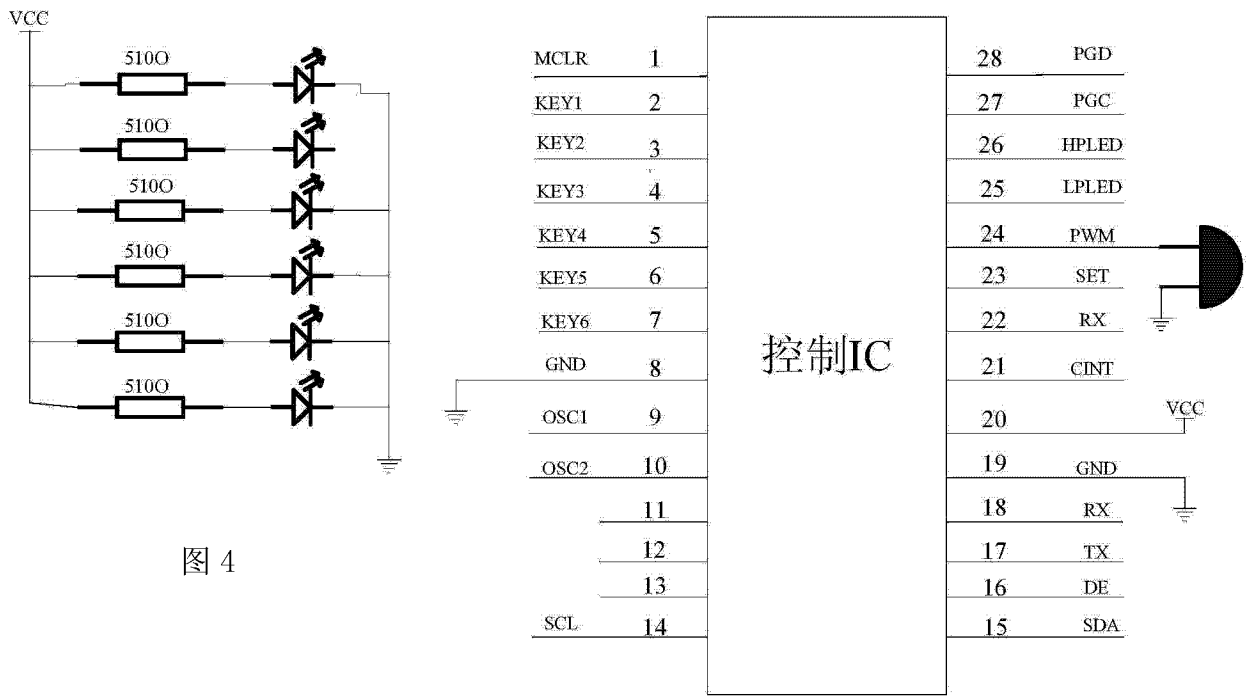 VCC
510O
510O
510O
510O
510O
510O
图 4
控制IC
MCLR 1
KEY1 2
KEY2 3
KEY3 4
KEY4 5
KEY5 6
KEY6 7
GND 8
OSC1 9
OSC2 10
11
12
13
SCL 14
28 PGD
27 PGC
26 HPLED
25 LPLED
24 PWM
23 SET
22 RX
21 CINT
20 VCC
19 GND
18 RX
17 TX
16 DE
15 SDA